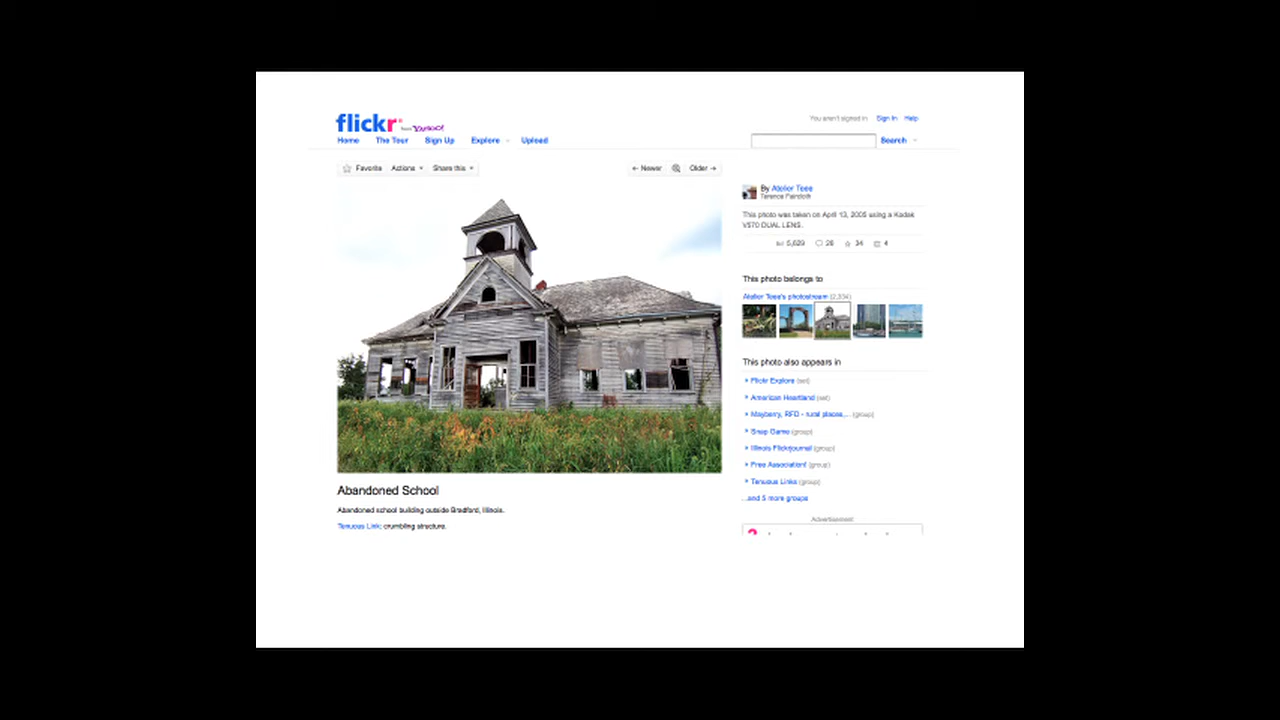 flickr from YAHOO!
You aren't signed in Sign In Help
Home The Tour Sign Up Explore Upload
Search
Favorite Actions Share this
← Newer Older →
By Atelier Teee
Terence Faircloth
This photo was taken on April 13, 2005 using a Kodak
V570 DUAL LENS.
5,629 26 34 4
This photo belongs to
Atelier Teee's photostream (2,334)
This photo also appears in
Flickr Explore (set)
American Heartland (set)
Mayberry, RFD - rural places,... (group)
Snap Game (group)
Illinois Flickrjournal (group)
Free Association! (group)
Tenuous Links (group)
...and 5 more groups
Advertisement
Abandoned School
Abandoned school building outside Bradford, Illinois.
Tenuous Link: crumbling structure.